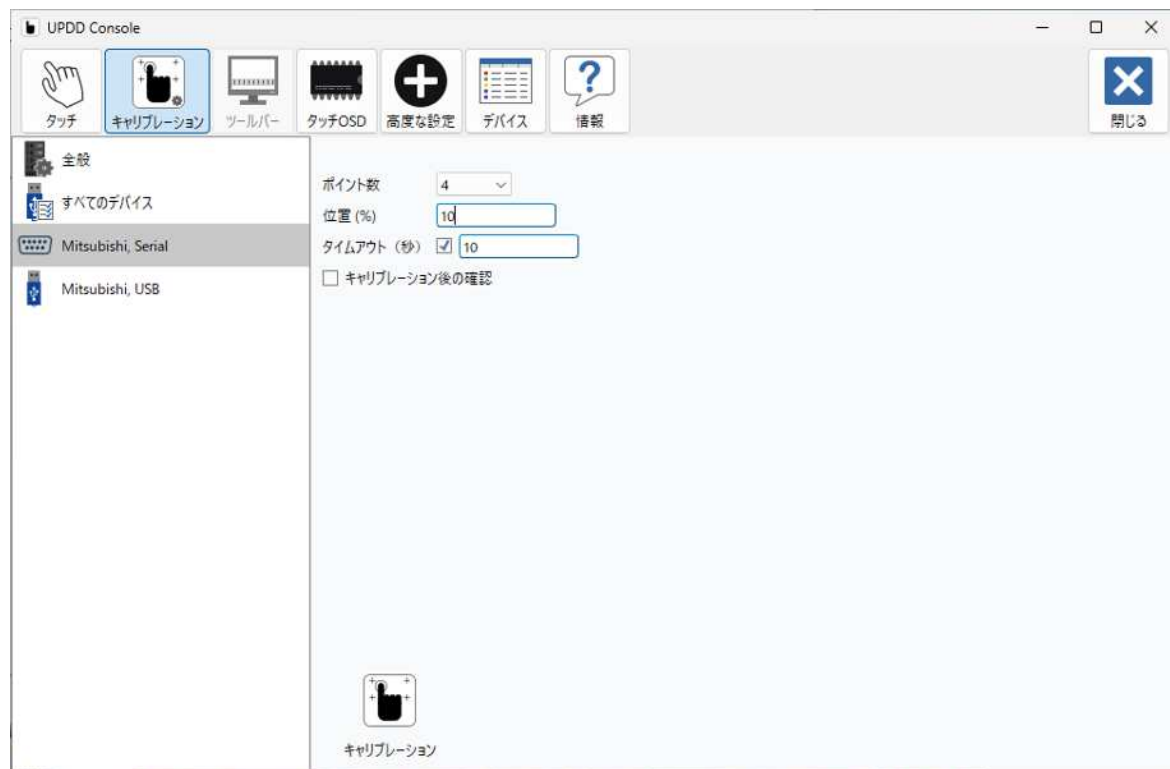 UPDD Console
タッチ
キャリブレーション
ツールバー
タッチOSD
高度な設定
デバイス
情報
閉じる
全般
すべてのデバイス
Mitsubishi, Serial
Mitsubishi, USB
ポイント数 4
位置 (%) 10
タイムアウト（秒） 10
キャリブレーション後の確認
キャリブレーション